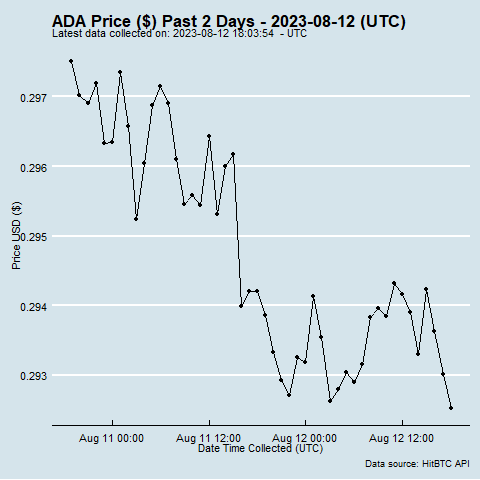 ADA Price ($) Past 2 Days - 2023-08-12 (UTC)
Latest data collected on: 2023-08-12 18:03:54 - UTC
0.297
0.296
0.295
0.294
0.293
Price USD ($)
Aug 11 00:00 Aug 11 12:00 Aug 12 00:00 Aug 12 12:00
Date Time Collected (UTC)
Data source: HitBTC API